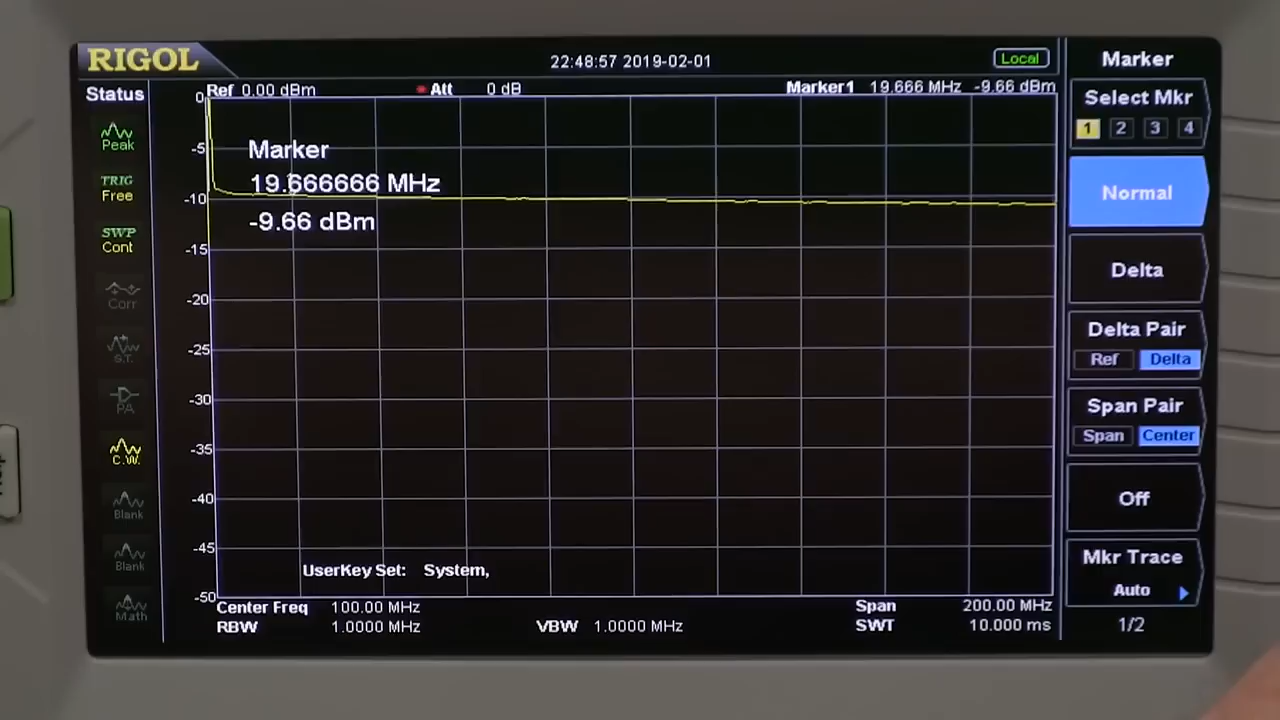 RIGOL
22:48:57 2019-02-01
Local
Status
Ref 0.00 dBm
Att 0 dB
Marker1 19.666 MHz -9.66 dBm
Peak
TRIG
Free
SWP
Cont
Corr
S.T.
PA
C.W.
Blank
Blank
Math
0
-5
-10
-15
-20
-25
-30
-35
-40
-45
-50
Marker
19.666666 MHz
-9.66 dBm
UserKey Set: System,
Center Freq 100.00 MHz
Span 200.00 MHz
RBW 1.0000 MHz
VBW 1.0000 MHz
SWT 10.000 ms
Marker
Select Mkr
1 2 3 4
Normal
Delta
Delta Pair
Ref Delta
Span Pair
Span Center
Off
Mkr Trace
Auto
1/2